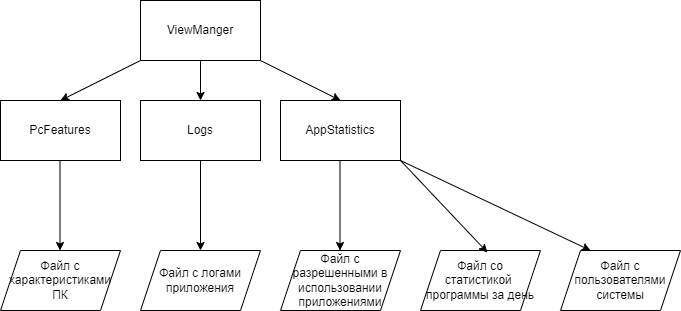 ViewManger
PcFeatures
Logs
AppStatistics
Файл с
характеристиками
ПК
Файл с логами
приложения
Файл с
разрешенными в
использовании
приложениями
Файл со
статистикой
программы за день
Файл с
пользователями
системы